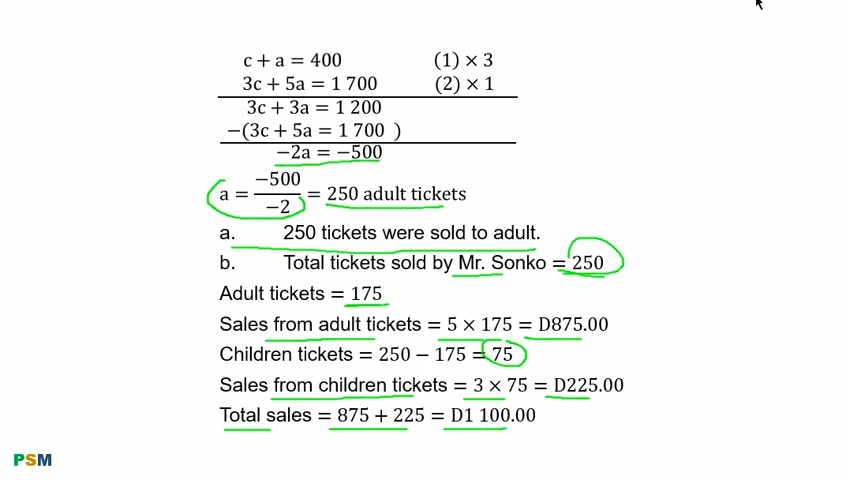 c + a = 400 (1) × 3
3c + 5a = 1 700 (2) × 1
3c + 3a = 1 200
−(3c + 5a = 1 700 )
−2a = −500
a = −500/−2 = 250 adult tickets
a. 250 tickets were sold to adult.
b. Total tickets sold by Mr. Sonko = 250
Adult tickets = 175
Sales from adult tickets = 5 × 175 = D875.00
Children tickets = 250 − 175 = 75
Sales from children tickets = 3 × 75 = D225.00
Total sales = 875 + 225 = D1 100.00
PSM